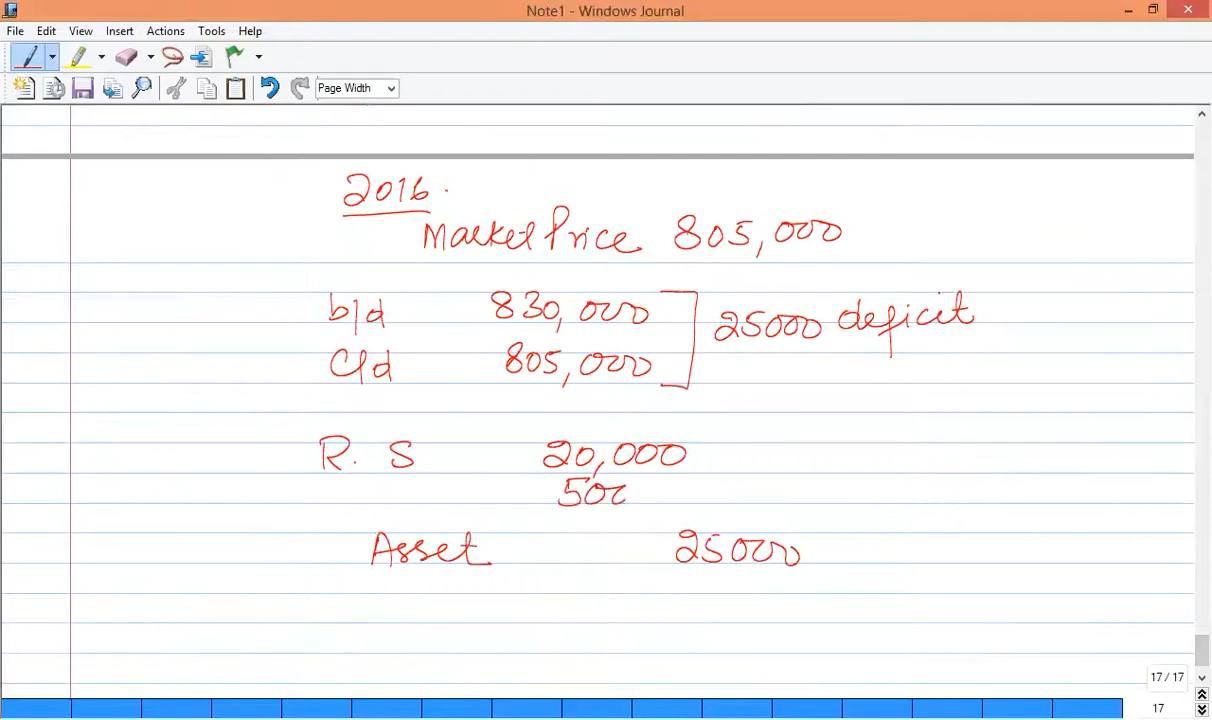 Note1 - Windows Journal
File Edit View Insert Actions Tools Help
Page Width
2016.
Market Price 805,000
b/d 830,000
25000 deficit
C/d 805,000
R. S 20,000
500
Asset 25000
17 / 17
17